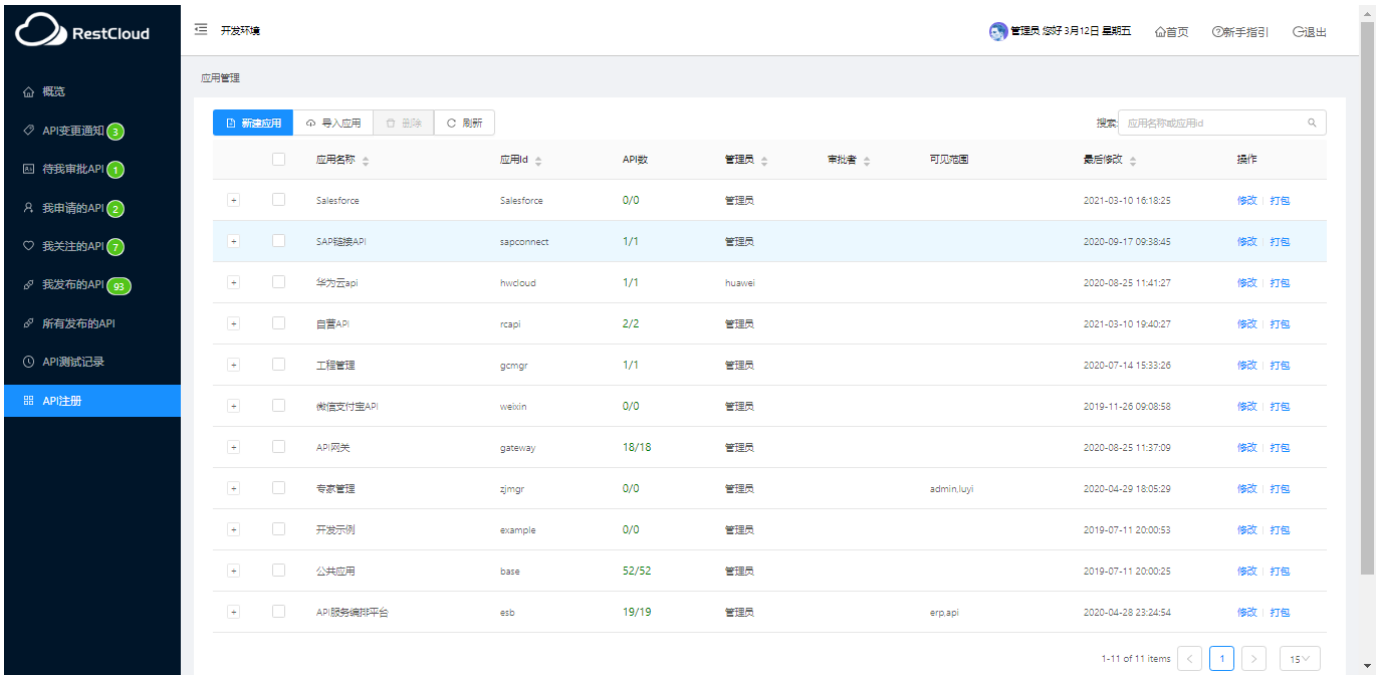 RestCloud
开发环境
管理员 您好 3月12日 星期五 首页 新手指引 退出
概览
API变更通知 3
待我审批API 1
我申请的API 2
我关注的API 7
我发布的API 93
所有发布的API
API测试记录
API注册
应用管理
新建应用 导入应用 删除 刷新 搜索: 应用名称或应用id
应用名称 应用Id API数 管理员 审批者 可见范围 最后修改 操作
+ Salesforce Salesforce 0/0 管理员 2021-03-10 16:18:25 修改 打包
+ SAP链接API sapconnect 1/1 管理员 2020-09-17 09:38:45 修改 打包
+ 华为云api hwcloud 1/1 huawei 2020-08-25 11:41:27 修改 打包
+ 自营API rcapi 2/2 管理员 2021-03-10 19:40:27 修改 打包
+ 工程管理 gcmgr 1/1 管理员 2020-07-14 15:33:26 修改 打包
+ 微信支付宝API weixin 0/0 管理员 2019-11-26 09:08:58 修改 打包
+ API网关 gateway 18/18 管理员 2020-08-25 11:37:09 修改 打包
+ 专家管理 zjmgr 0/0 管理员 admin,luyi 2020-04-29 18:05:29 修改 打包
+ 开发示例 example 0/0 管理员 2019-07-11 20:00:53 修改 打包
+ 公共应用 base 52/52 管理员 2019-07-11 20:00:25 修改 打包
+ API服务编排平台 esb 19/19 管理员 erp,api 2020-04-28 23:24:54 修改 打包
1-11 of 11 items < 1 > 15